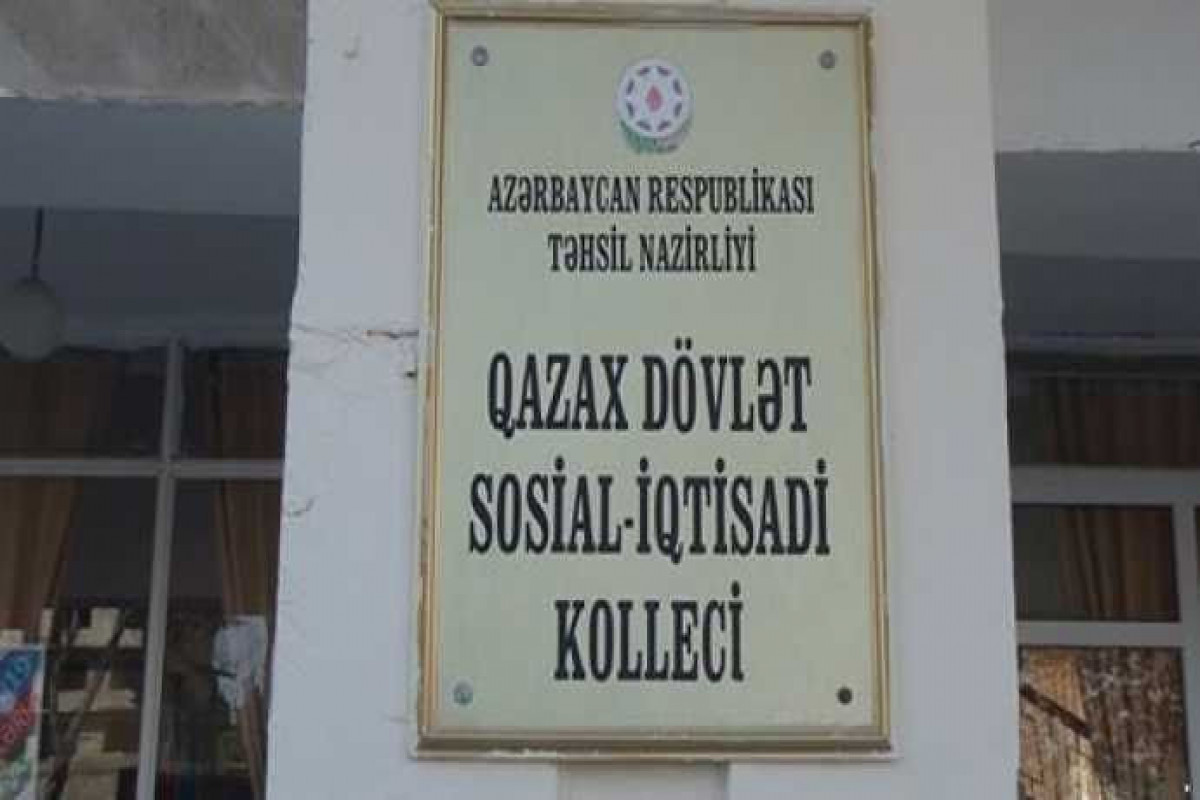 AZƏRBAYCAN RESPUBLİKASI
TƏHSİL NAZİRLİYİ
QAZAX DÖVLƏT
SOSİAL-İQTİSADİ
KOLLECİ